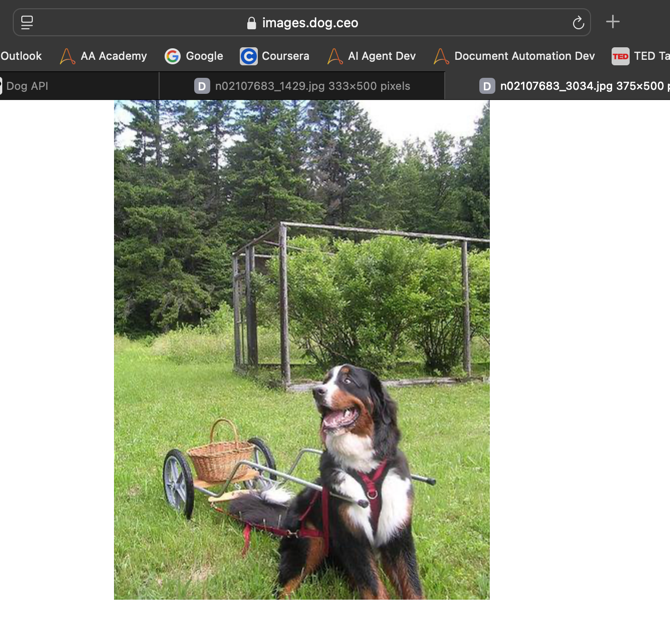 images.dog.ceo
Outlook AA Academy Google Coursera AI Agent Dev Document Automation Dev TED TED Ta
Dog API D n02107683_1429.jpg 333×500 pixels D n02107683_3034.jpg 375×500 p